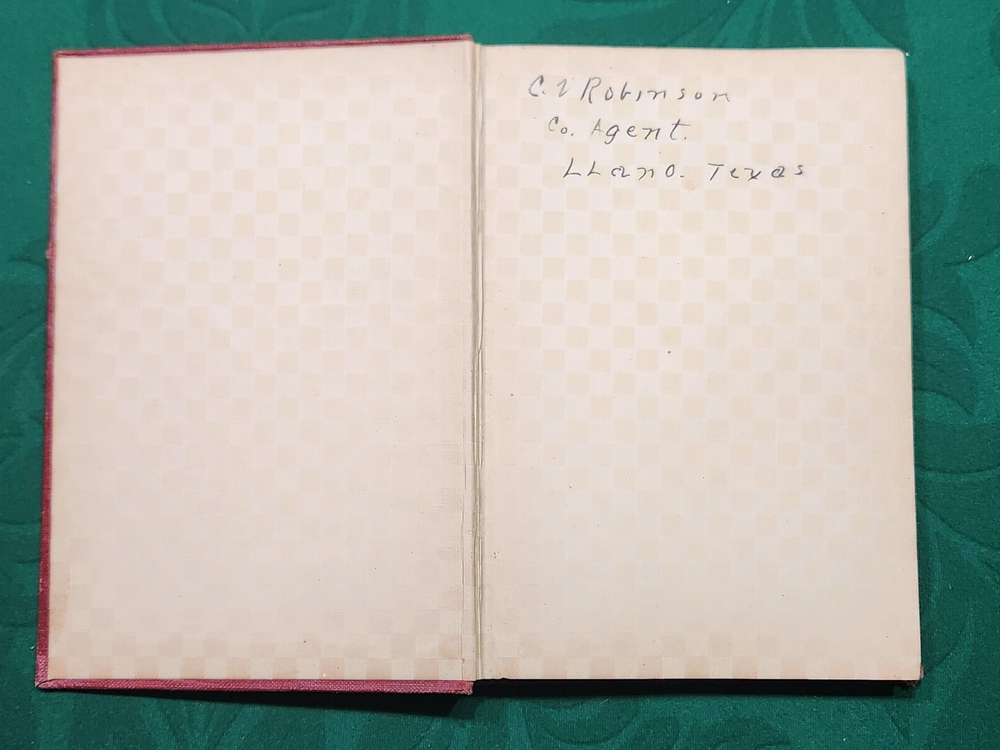 C. V Robinson
Co. Agent.
LLano. Texas